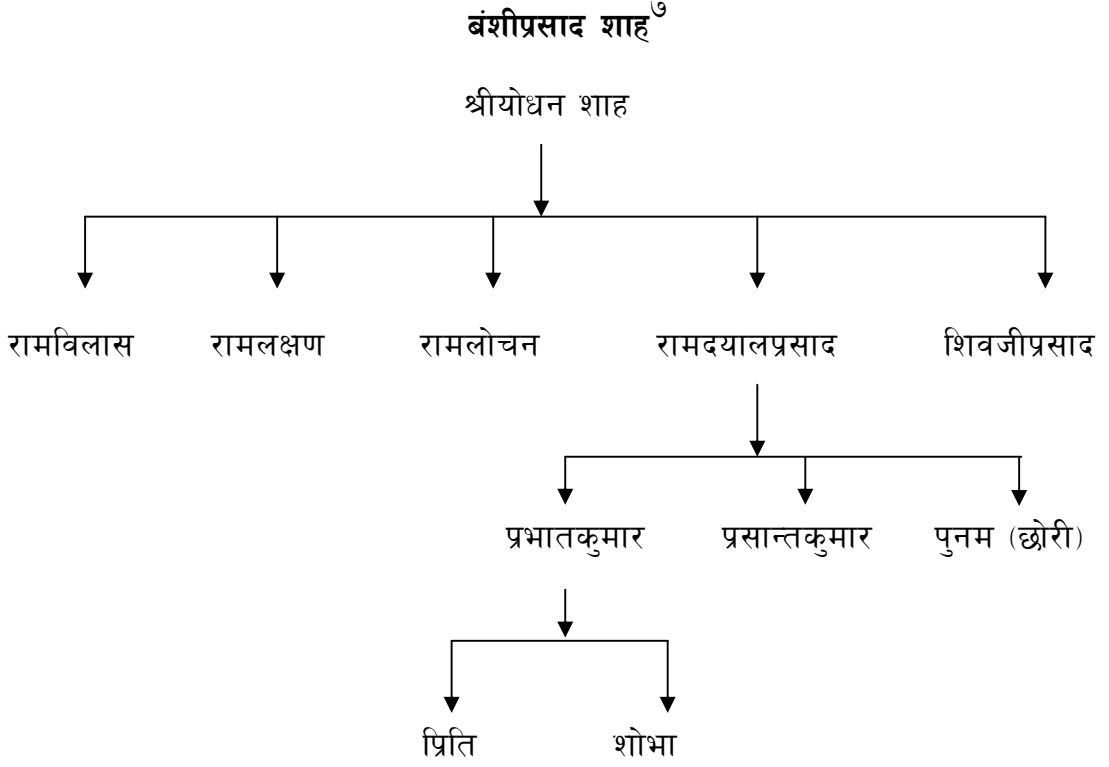 बंशीप्रसाद शाह७
श्रीयोधन शाह
रामविलास रामलक्षण रामलोचन रामदयालप्रसाद शिवजीप्रसाद
प्रभातकुमार प्रसान्तकुमार पुनम (छोरी)
प्रिति शोभा